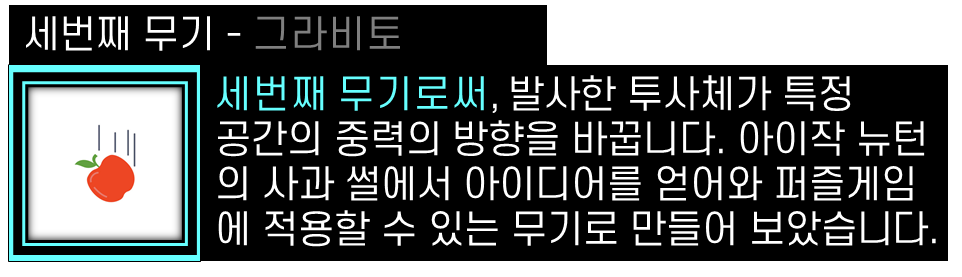 세번째 무기 - 그라비토
세번째 무기로써, 발사한 투사체가 특정
공간의 중력의 방향을 바꿉니다. 아이작 뉴턴
의 사과 썰에서 아이디어를 얻어와 퍼즐게임
에 적용할 수 있는 무기로 만들어 보았습니다.